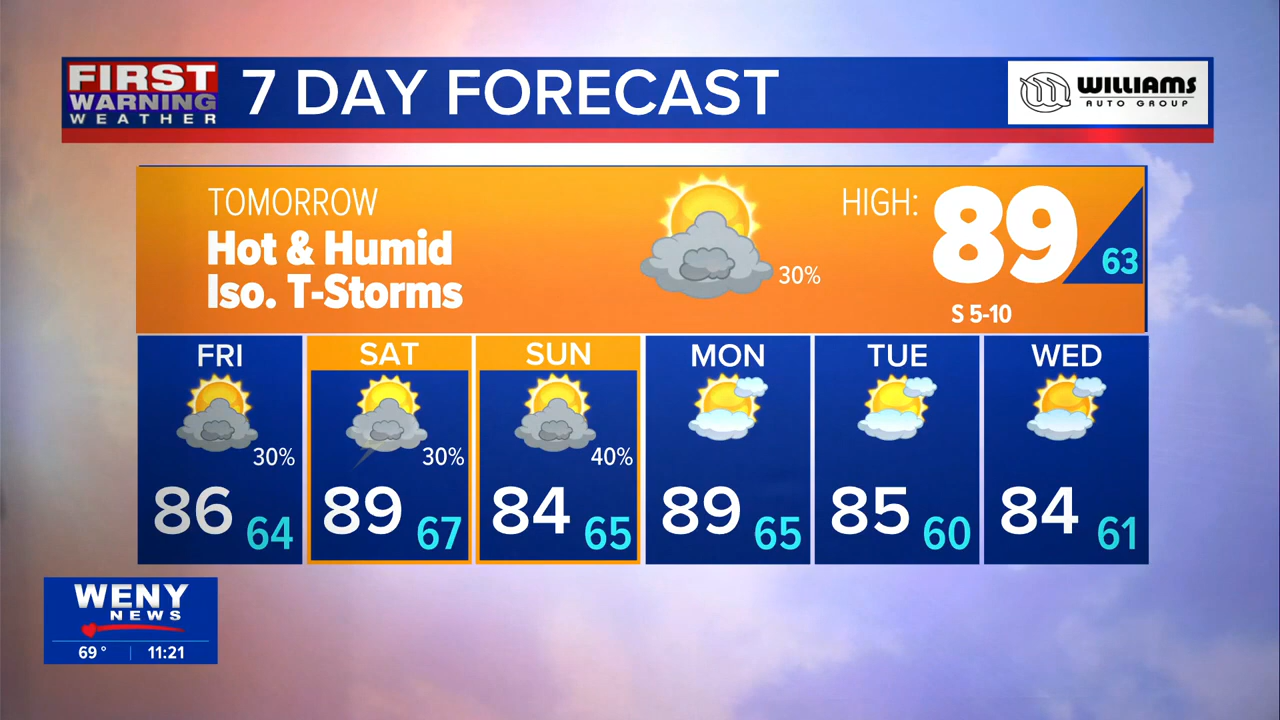 FIRST
WARNING
WEATHER
7 DAY FORECAST
WILLIAMS
AUTO GROUP
TOMORROW
Hot & Humid
Iso. T-Storms
30%
HIGH:
89
63
S 5-10
FRI
30%
86 64
SAT
30%
89 67
SUN
40%
84 65
MON
89 65
TUE
85 60
WED
84 61
WENY
NEWS
69° | 11:21